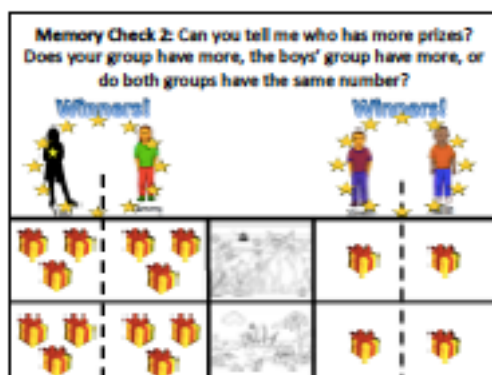 Memory Check 2: Can you tell me who has more prizes?
Does your group have more, the boys' group have more, or
do both groups have the same number?
Winners!
Winners!